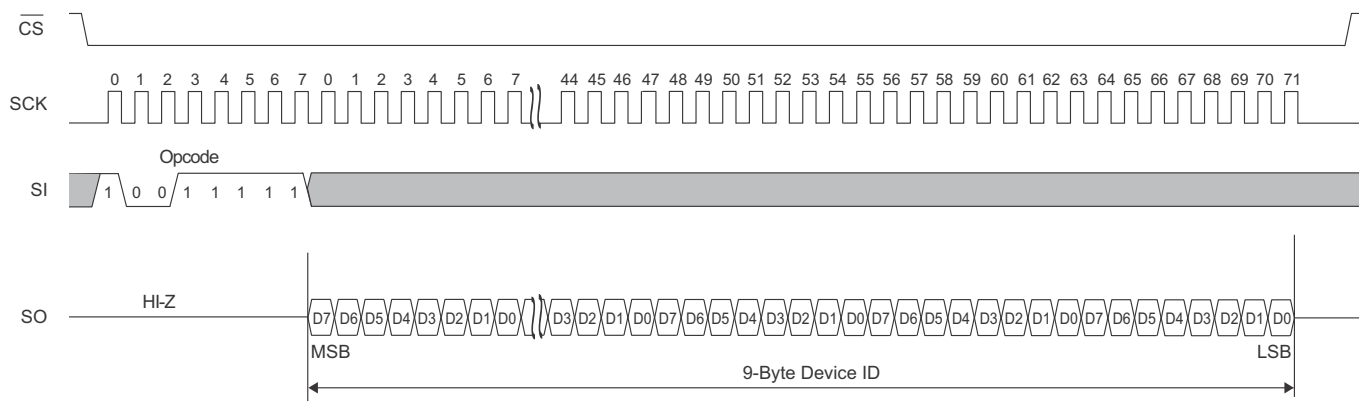 CS
0 1 2 3 4 5 6 7 0 1 2 3 4 5 6 7 44 45 46 47 48 49 50 51 52 53 54 55 56 57 58 59 60 61 62 63 64 65 66 67 68 69 70 71
SCK
Opcode
SI 1 0 0 1 1 1 1 1
HI-Z
SO D7 D6 D5 D4 D3 D2 D1 D0 D3 D2 D1 D0 D7 D6 D5 D4 D3 D2 D1 D0 D7 D6 D5 D4 D3 D2 D1 D0 D7 D6 D5 D4 D3 D2 D1 D0
MSB LSB
9-Byte Device ID